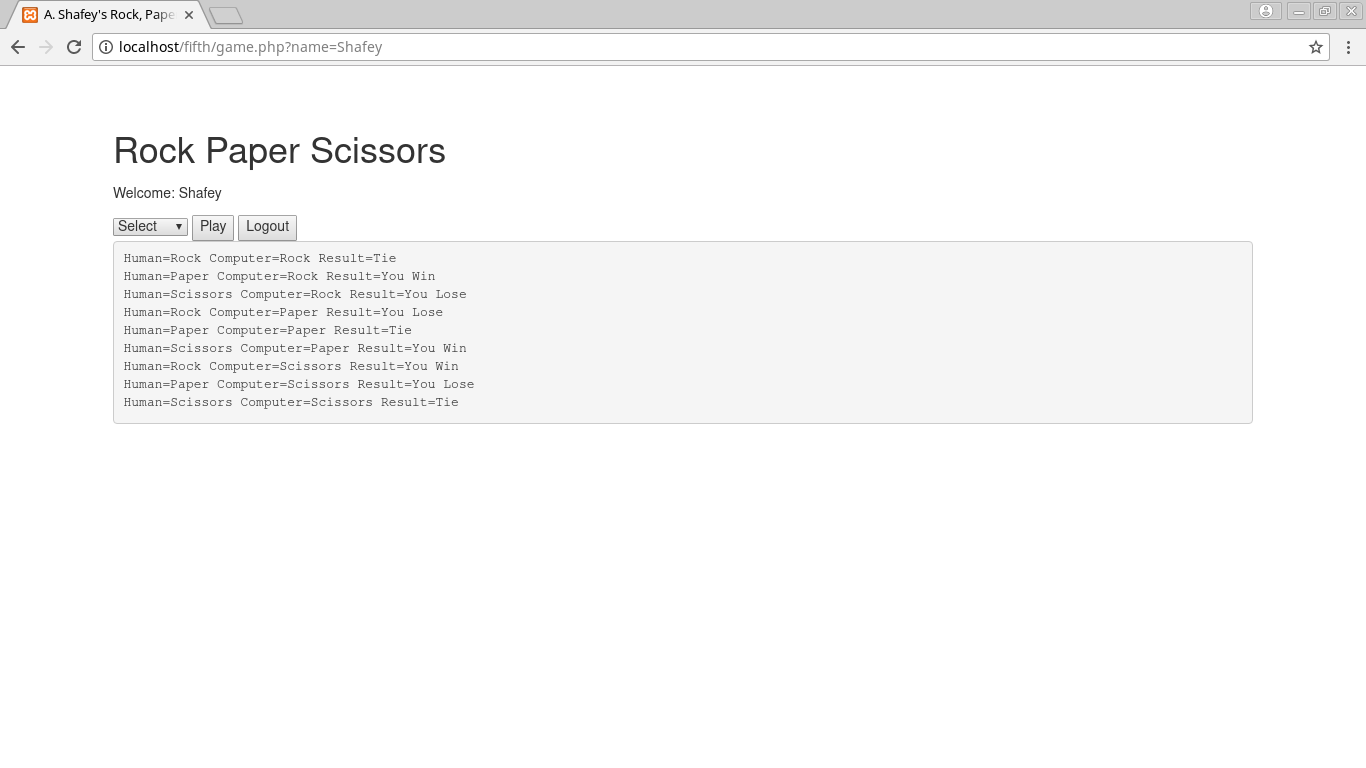 A. Shafey's Rock, Pape
localhost/fifth/game.php?name=Shafey
Rock Paper Scissors
Welcome: Shafey
Select Play Logout
Human=Rock Computer=Rock Result=Tie
Human=Paper Computer=Rock Result=You Win
Human=Scissors Computer=Rock Result=You Lose
Human=Rock Computer=Paper Result=You Lose
Human=Paper Computer=Paper Result=Tie
Human=Scissors Computer=Paper Result=You Win
Human=Rock Computer=Scissors Result=You Win
Human=Paper Computer=Scissors Result=You Lose
Human=Scissors Computer=Scissors Result=Tie